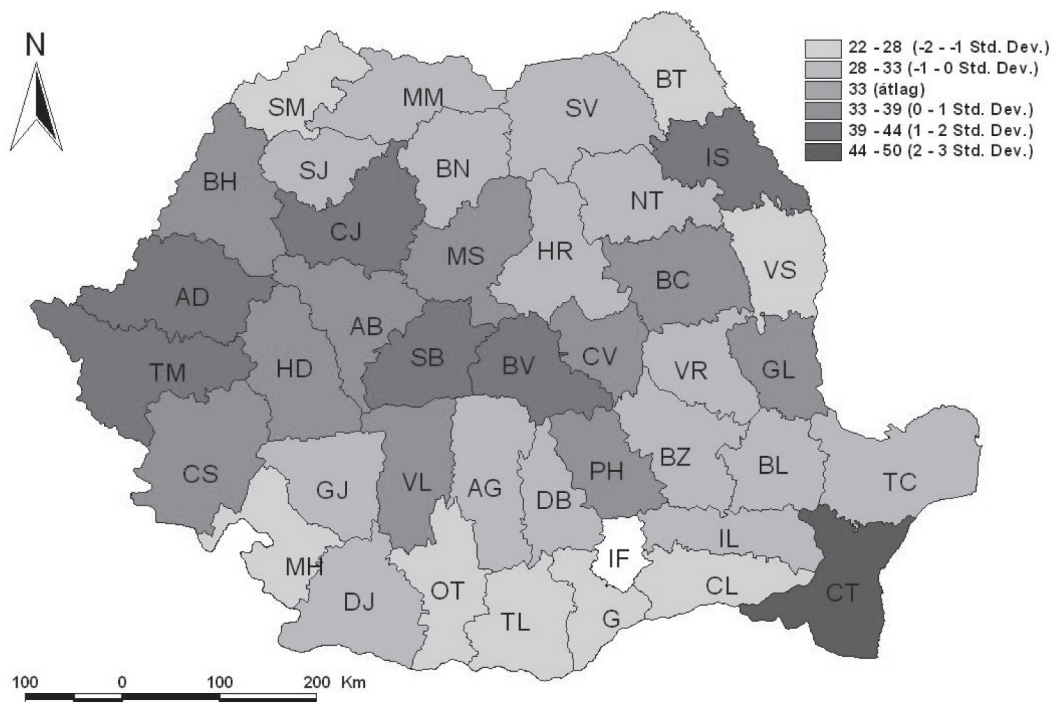 N
22 - 28 (-2 - -1 Std. Dev.)
28 - 33 (-1 - 0 Std. Dev.)
33 (átlag)
33 - 39 (0 - 1 Std. Dev.)
39 - 44 (1 - 2 Std. Dev.)
44 - 50 (2 - 3 Std. Dev.)
BT
SM
MM
SV
IS
SJ
BN
BH
NT
CJ
MS
HR
VS
BC
AD
AB
SB
BV
CV
VR
GL
TM
HD
CS
GJ
VL
AG
DB
PH
BZ
BL
TC
IL
IF
MH
DJ
OT
TL
G
CL
CT
100 0 100 200 Km